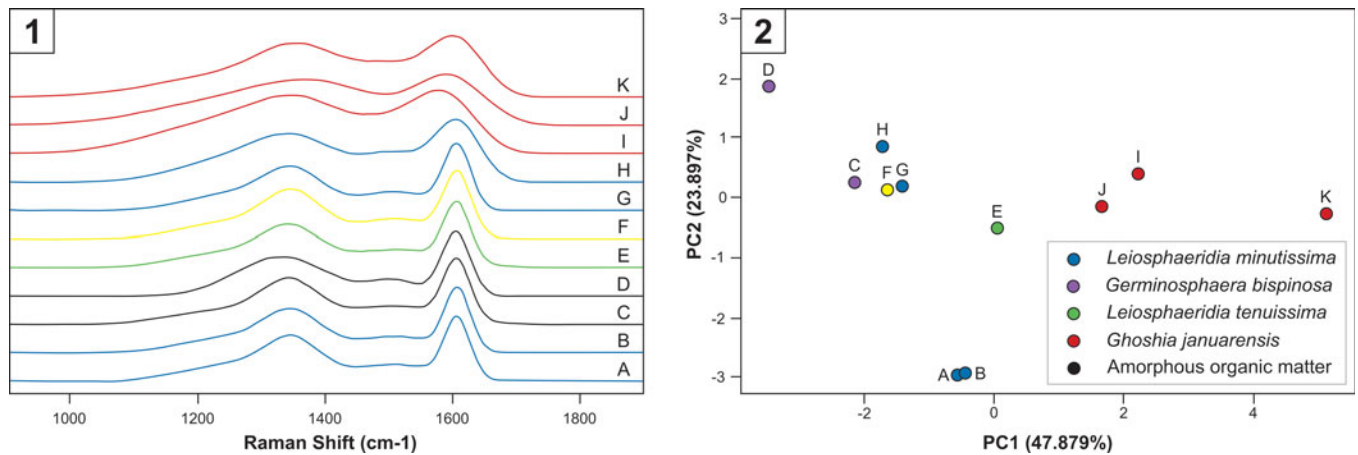 1
K
J
I
H
G
F
E
D
C
B
A
1000 1200 1400 1600 1800
Raman Shift (cm-1)
2
3
2
1
0
-1
-2
-3
PC2 (23.897%)
D
H
C
F
G
E
J
I
K
A
B
Leiosphaeridia minutissima
Germinosphaera bispinosa
Leiosphaeridia tenuissima
Ghoshia januarensis
Amorphous organic matter
-2 0 2 4
PC1 (47.879%)